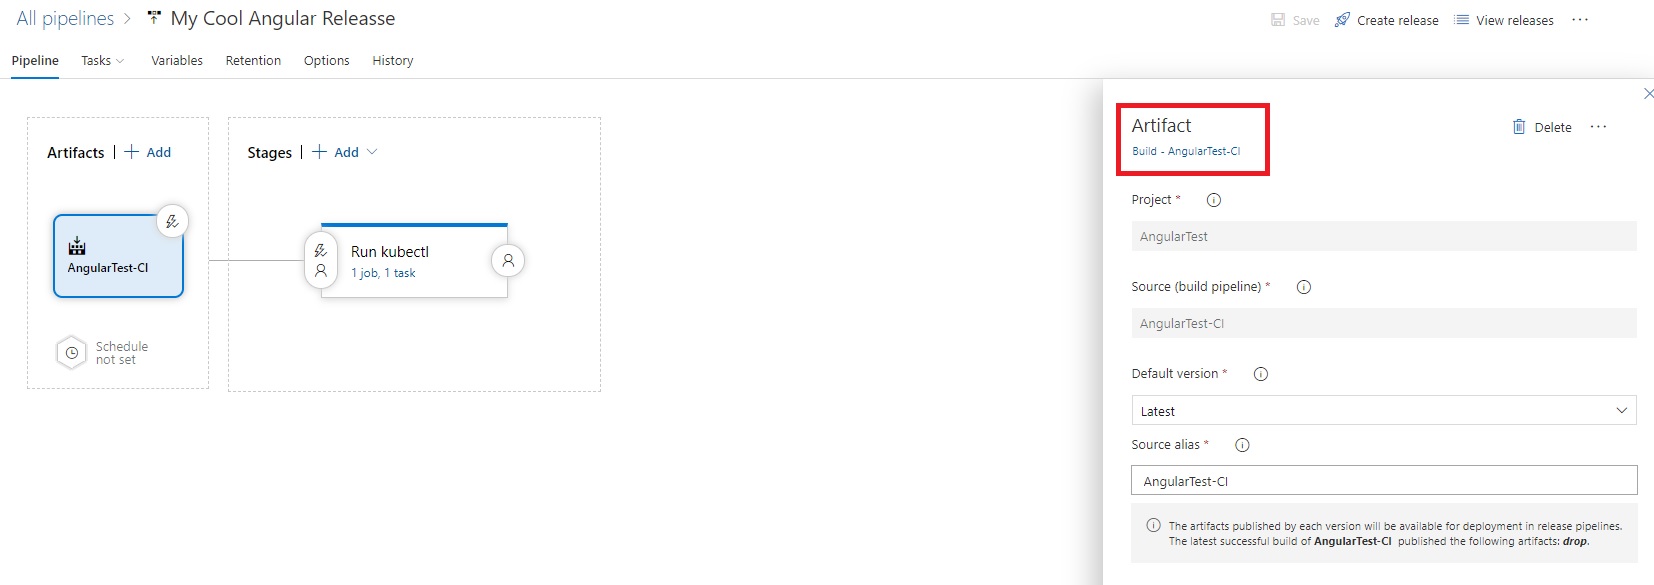 All pipelines > My Cool Angular Releasse
Save Create release View releases ...
Pipeline Tasks Variables Retention Options History
Artifacts | + Add
Stages | + Add
AngularTest-CI
Schedule
not set
Run kubectl
1 job, 1 task
Artifact
Build - AngularTest-CI
Delete ...
Project *
AngularTest
Source (build pipeline) *
AngularTest-CI
Default version *
Latest
Source alias *
AngularTest-CI
The artifacts published by each version will be available for deployment in release pipelines.
The latest successful build of AngularTest-CI published the following artifacts: drop.